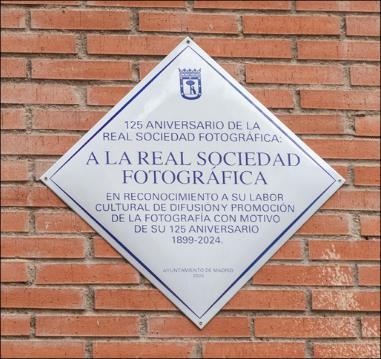 125 ANIVERSARIO DE LA
REAL SOCIEDAD FOTOGRÁFICA:
A LA REAL SOCIEDAD
FOTOGRÁFICA
EN RECONOCIMIENTO A SU LABOR
CULTURAL DE DIFUSIÓN Y PROMOCIÓN
DE LA FOTOGRAFÍA CON MOTIVO
DE SU 125 ANIVERSARIO
1899-2024.
AYUNTAMIENTO DE MADRID